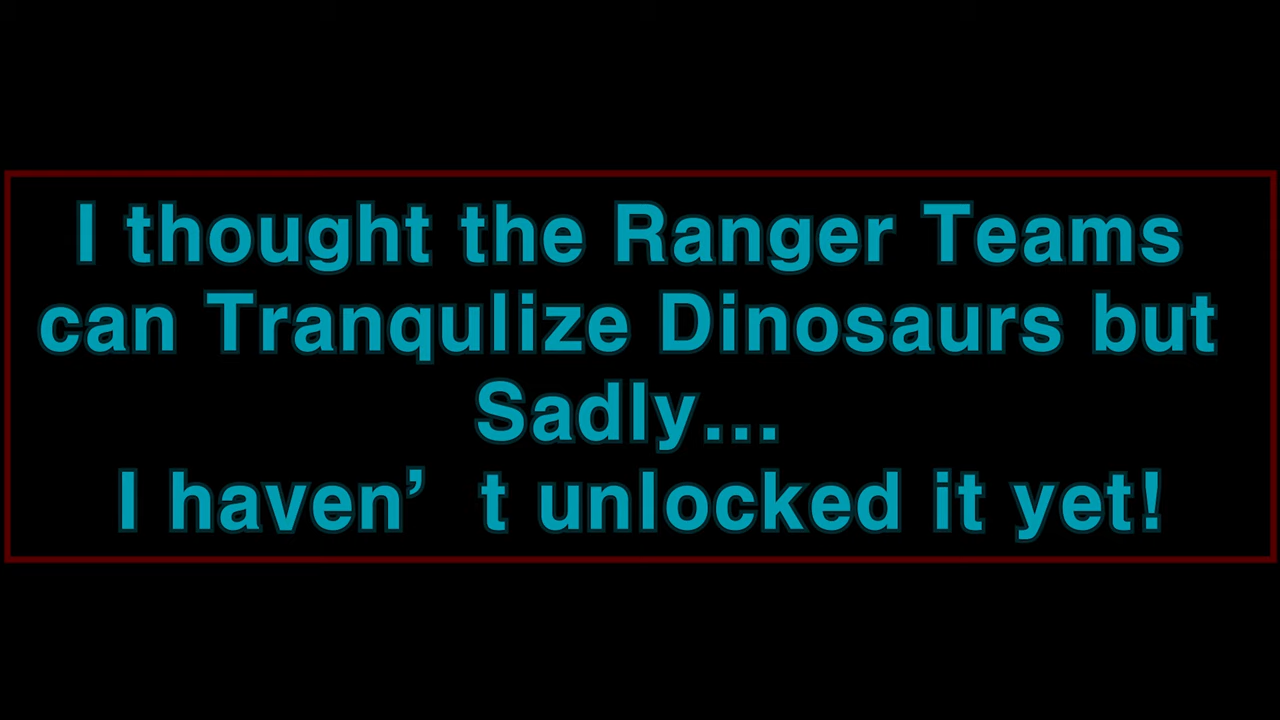 I thought the Ranger Teams
can Tranqulize Dinosaurs but
Sadly...
I haven’t unlocked it yet!